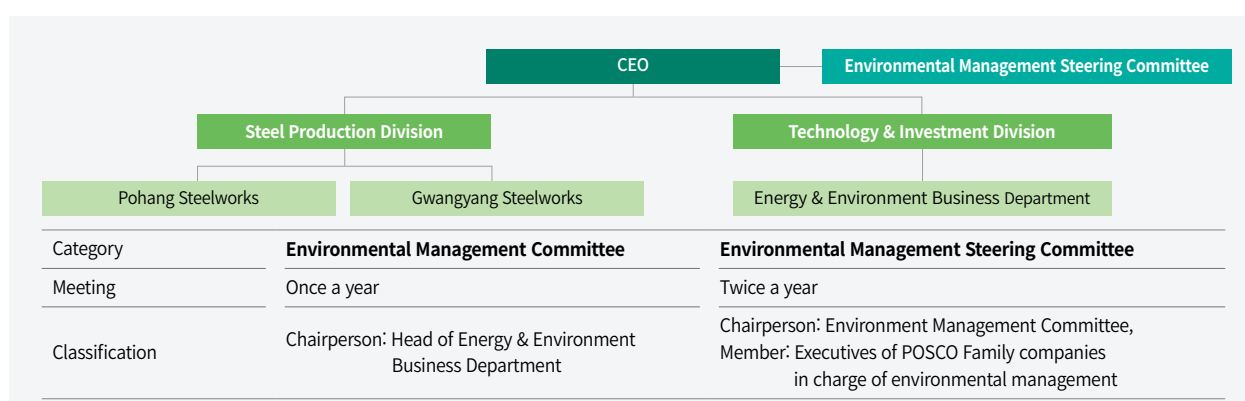 CEO
Environmental Management Steering Committee
Steel Production Division
Technology & Investment Division
Pohang Steelworks
Gwangyang Steelworks
Energy & Environment Business Department
Category
Environmental Management Committee
Environmental Management Steering Committee
Meeting
Once a year
Twice a year
Classification
Chairperson: Head of Energy & Environment
Business Department
Chairperson: Environment Management Committee,
Member: Executives of POSCO Family companies
in charge of environmental management